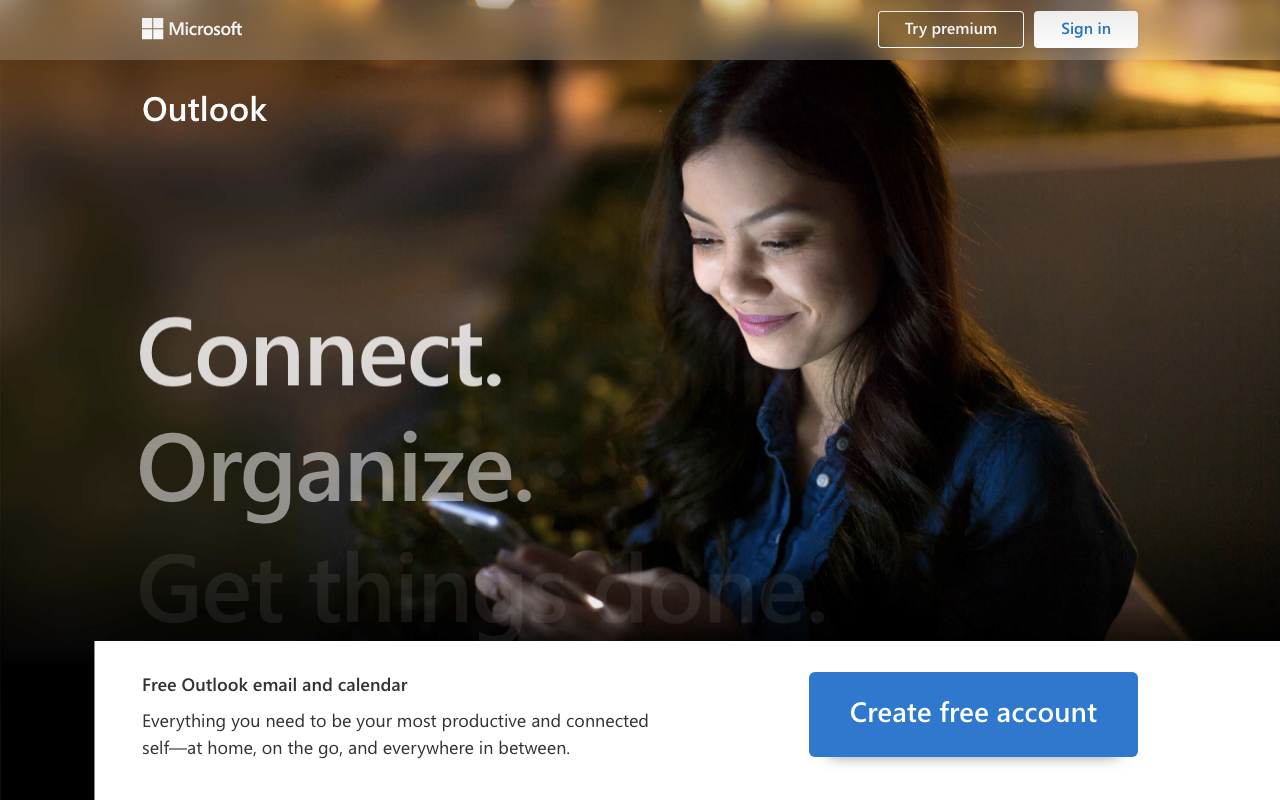 Microsoft
Try premium
Sign in
Outlook
Connect.
Organize.
Get things done.
Free Outlook email and calendar
Everything you need to be your most productive and connected
self—at home, on the go, and everywhere in between.
Create free account